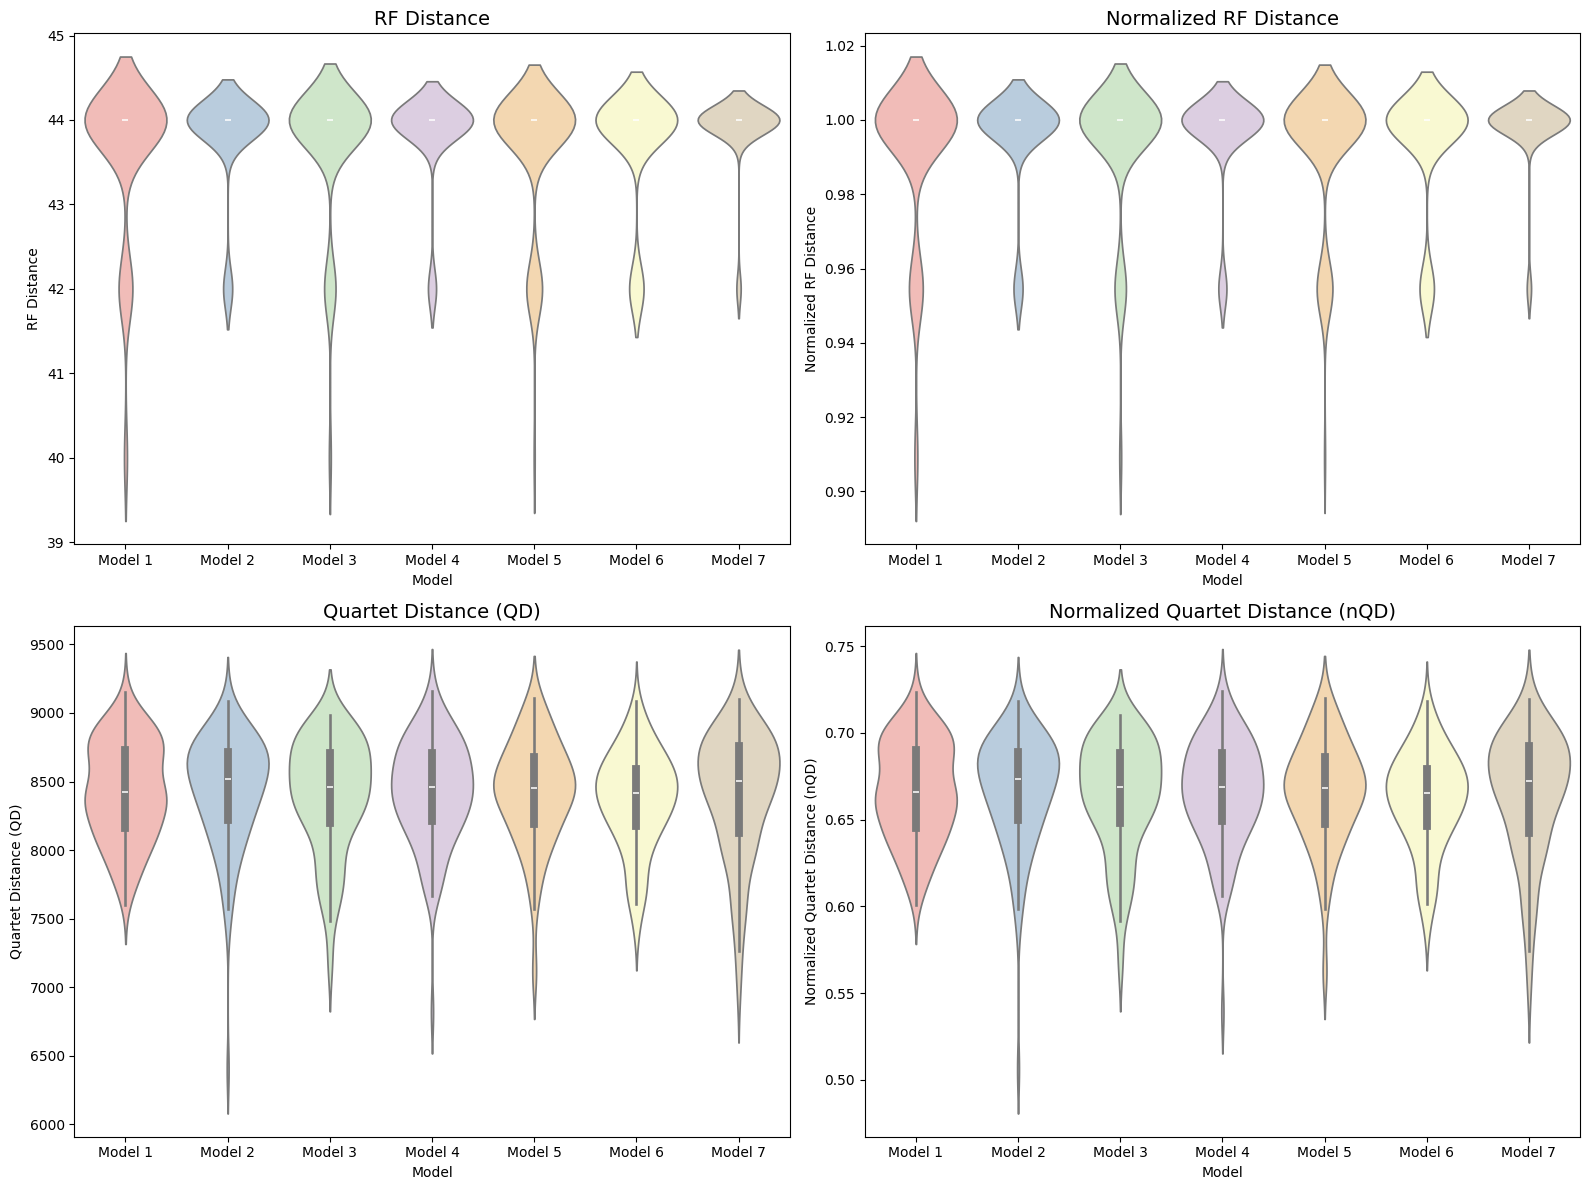 RF Distance
RF Distance
45
44
43
42
41
40
39
Model 1 Model 2 Model 3 Model 4 Model 5 Model 6 Model 7
Model
Normalized RF Distance
Normalized RF Distance
1.02
1.00
0.98
0.96
0.94
0.92
0.90
Model 1 Model 2 Model 3 Model 4 Model 5 Model 6 Model 7
Model
Quartet Distance (QD)
Quartet Distance (QD)
9500
9000
8500
8000
7500
7000
6500
6000
Model 1 Model 2 Model 3 Model 4 Model 5 Model 6 Model 7
Model
Normalized Quartet Distance (nQD)
Normalized Quartet Distance (nQD)
0.75
0.70
0.65
0.60
0.55
0.50
Model 1 Model 2 Model 3 Model 4 Model 5 Model 6 Model 7
Model